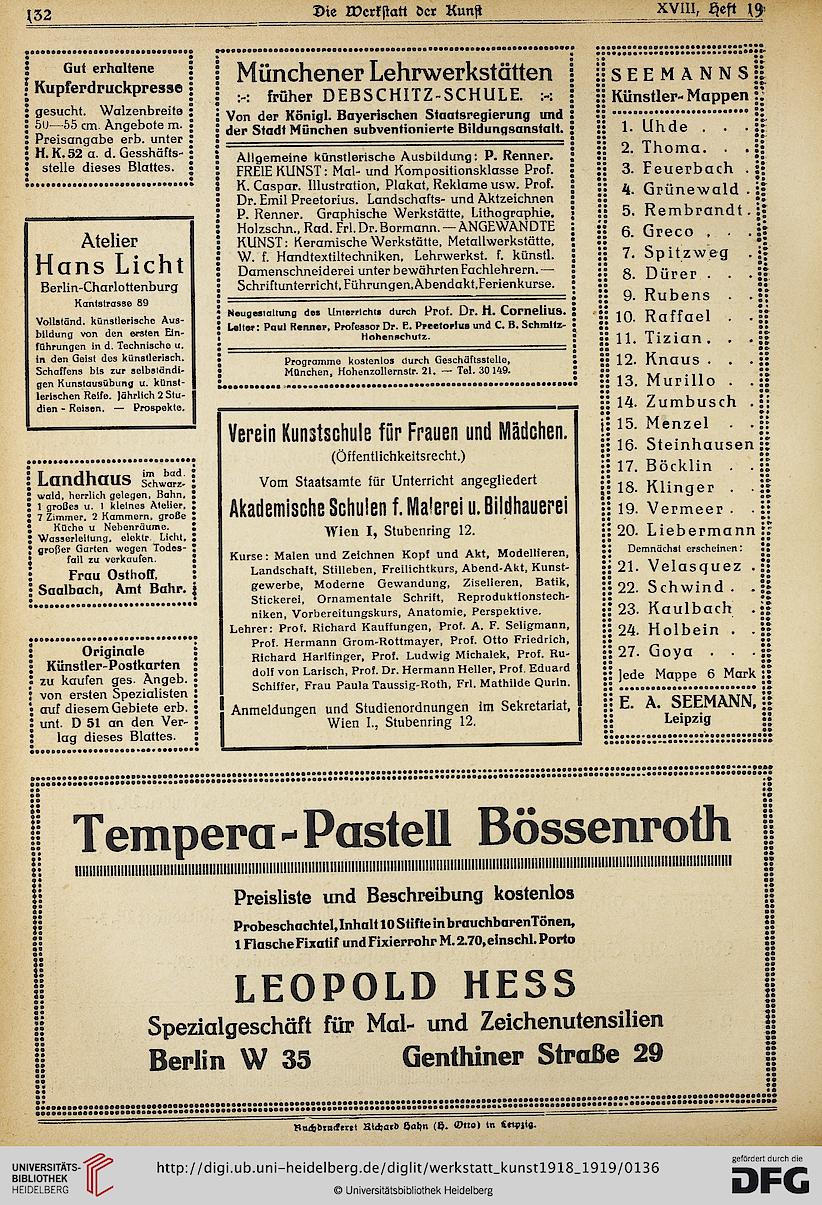 132
Die Werkstatt der Kunst
XVIII, Heft 19
Gut erhaltene
Kupferdruckpresse
gesucht. Walzenbreite
50—55 cm. Angebote m.
Preisangabe erb. unter
H. K. 52 a. d. Gesshäfts-
stelle dieses Blattes.
Atelier
Hans Licht
Berlin-Charlottenburg
Kantstrasse 89
Vollständ. künstlerische Aus-
bildung von den ersten Ein-
führungen in d. Technische u.
in den Geist des künstlerisch.
Schaffens bis zur selbständi-
gen Kunstausübung u. künst-
lerischen Reife. Jährlich 2 Stu-
dien - Reisen. — Prospekte.
Landhaus im bad.
Schwarz-
wald, herrlich gelegen, Bahn,
1 großes u. 1 kleines Atelier,
7 Zimmer, 2 Kammern, große
Küche u Nebenräume.
Wasserleitung, elektr. Licht,
großer Garten wegen Todes-
fall zu verkaufen.
Frau Osthoff,
Saalbach, Amt Bahr.
Originale
Künstler-Postkarten
zu kaufen ges. Angeb.
von ersten Spezialisten
auf diesem Gebiete erb.
unt. D 51 an den Ver-
lag dieses Blattes.
Münchener Lehrwerkstätten
:-: früher DEBSCHITZ-SCHULE. :-:
Von der Königl. Bayerischen Staatsregierung und
der Stadt München subventionierte Bildungsanstalt.
Allgemeine künstlerische Ausbildung: P. Renner.
FREIE KUNST: Mal- und Kompositionsklasse Prof.
K. Caspar. Illustration, Plakat, Reklame usw. Prof.
Dr. Emil Preetorius. Landschafts- und Aktzeichnen
P. Renner. Graphische Werkstätte, Lithographie,
Holzschn., Rad. Frl. Dr. Bormann. — ANGEWANDTE
KUNST: Keramische Werkstätte, Metallwerkstätte,
W. f. Handtextiltechniken, Lehrwerkst. f. künstl.
Damenschneiderei unter bewährten Fachlehrern. —
Schriftunterricht, Führungen, Abendakt, Ferienkurse.
Neugestaltung des Unterrichts durch Prof. Dr. H. Cornelius.
Leiter: Paul Renner, Professor Dr. E. Preetorius und C. B. Schmitz-
Hohenschutz.
Programme kostenlos durch Geschäftsstelle,
München, Hohenzollernstr. 21. — Tel. 30149.
Verein Kunstschule für Frauen und Mädchen.
(Öffentlichkeitsrecht.)
Vom Staatsamte für Unterricht angegliedert
Akademische Schulen f. Malerei u. Bildhauerei
Wien I, Stubenring 12.
Kurse: Malen und Zeichnen Kopf und Akt, Modellieren,
Landschaft, Stilleben, Freilichtkurs, Abend-Akt, Kunst-
gewerbe, Moderne Gewandung, Ziselieren, Batik,
Stickerei, Ornamentale Schrift, Reproduktionstech-
niken, Vorbereitungskurs, Anatomie, Perspektive.
Lehrer: Prof. Richard Kauffungen, Prof. A. F. Seligmann,
Prof. Hermann Grom-Rottmayer, Prof. Otto Friedrich,
Richard Harlfinger, Prof. Ludwig Michalek, Prof. Ru-
dolf von Larisch, Prof. Dr. Hermann Heller, Prof. Eduard
Schiffer, Frau Paula Taussig-Roth, Frl. Mathilde Qurin.
Anmeldungen und Studienordnungen im Sekretariat,
Wien I., Stubenring 12.
SEEMANNS
Künstler-Mappen
1. Uhde . . .
2. Thoma. . .
3. Feuerbach .
4. Grünewald .
5. Rembrandt.
6. Greco . . .
7. Spitzweg .
8. Dürer . . .
9. Rubens . .
10. Raffael . .
11. Tizian. . .
12. Knaus . . .
13. Murillo . .
14. Zumbusch .
15. Menzel . .
16. Steinhausen
17. Böcklin . .
18. Klinger . .
19. Vermeer . .
20. Liebermann
Demnächst erscheinen:
21. Velasquez .
22. Schwind . .
23. Kaulbach .
24. Holbein . .
27. Goya . . .
Jede Mappe 6 Mark
E. A. SEEMANN,
Leipzig
Tempera-Pastell Bössenroth
Preisliste und Beschreibung kostenlos
Probeschachtel, Inhalt 10 Stifte in brauchbaren Tönen,
1 Flasche Fixatif und Fixierrohr M. 2.70, einschl. Porto
LEOPOLD HESS
Spezialgeschäft für Mal- und Zeichenutensilien
Berlin W 35 Genthiner Straße 29
Buchdruckerei Richard Hahn (H. Otto) in Leipzig.
UNIVERSITÄTS-
BIBLIOTHEK
HEIDELBERG
http://digi.ub.uni-heidelberg.de/diglit/werkstatt_kunst1918_1919/0136
© Universitätsbibliothek Heidelberg
gefördert durch die
DFG